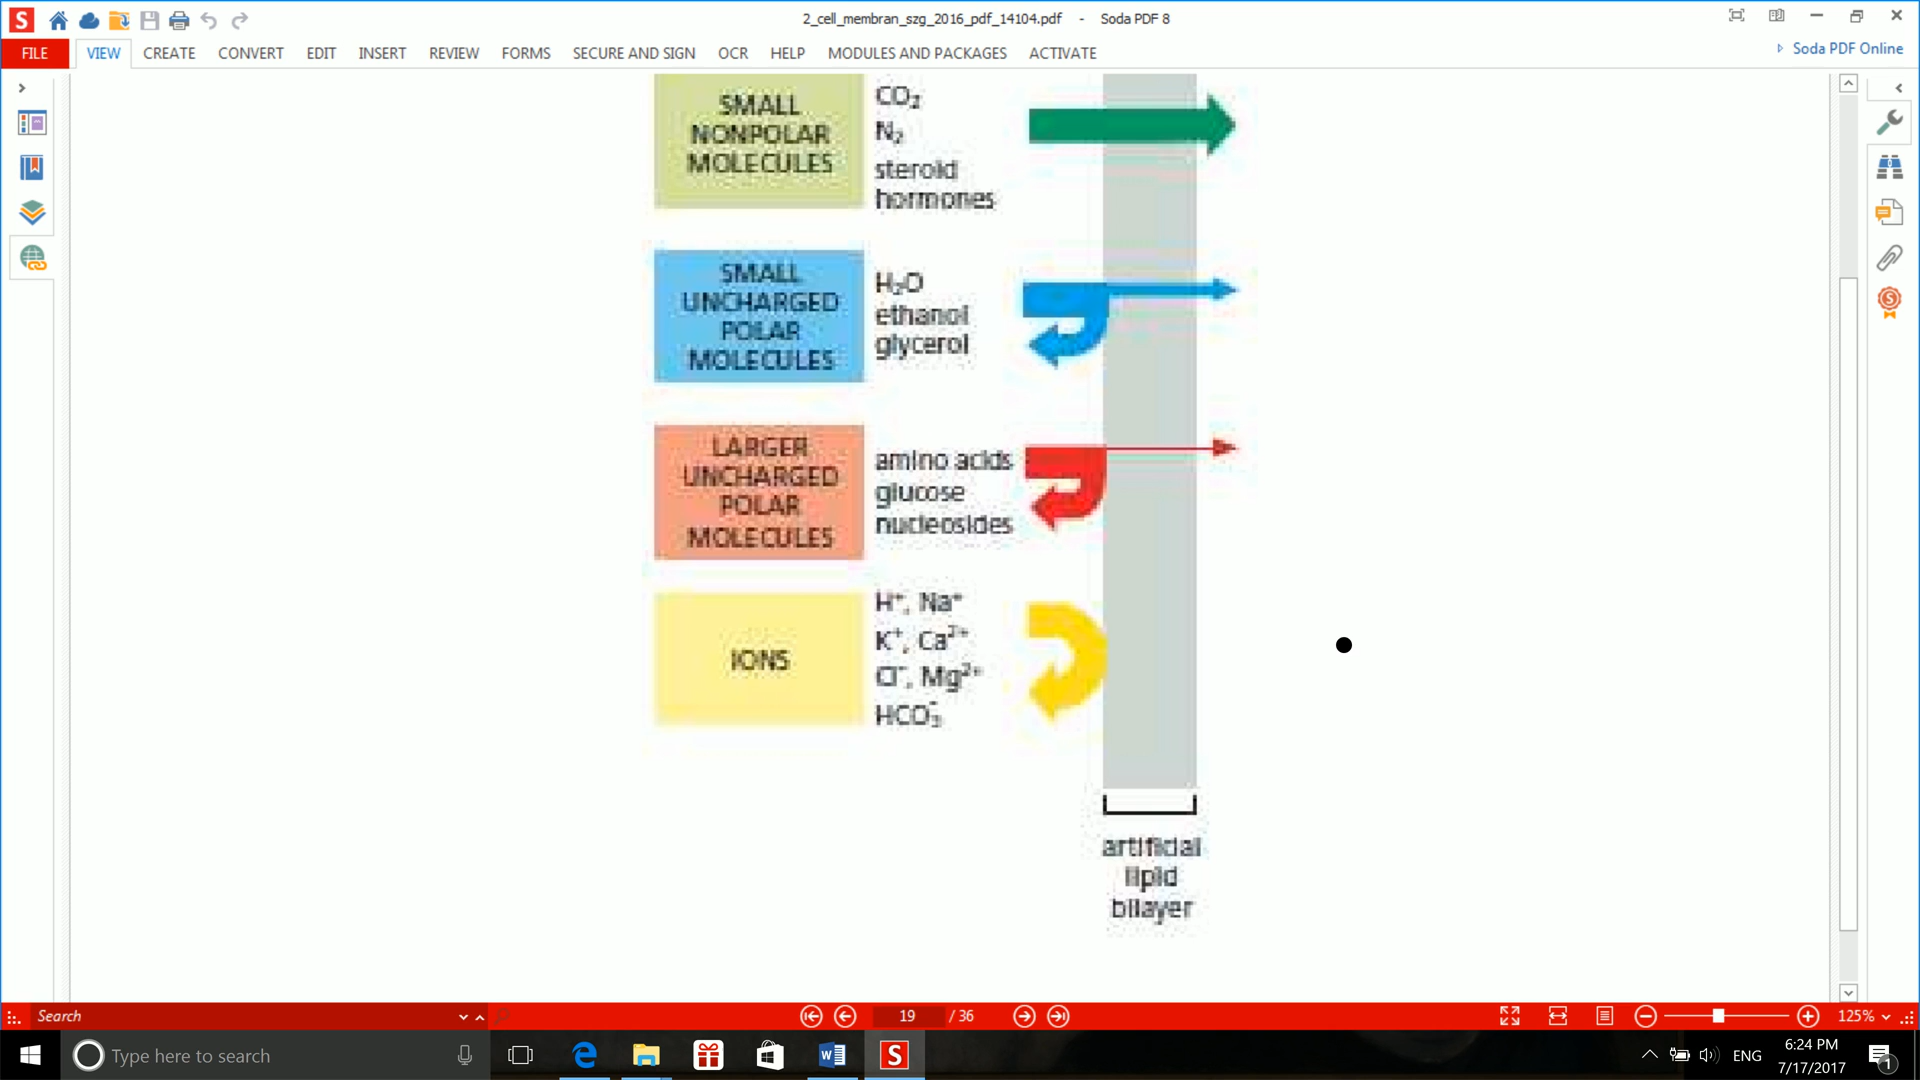 S
2_cell_membran_szg_2016_pdf_14104.pdf - Soda PDF 8
FILE VIEW CREATE CONVERT EDIT INSERT REVIEW FORMS SECURE AND SIGN OCR HELP MODULES AND PACKAGES ACTIVATE
Soda PDF Online
SMALL
NONPOLAR
MOLECULES
CO₂
N₂
steroid
hormones
SMALL
UNCHARGED
POLAR
MOLECULES
H₂O
ethanol
glycerol
LARGER
UNCHARGED
POLAR
MOLECULES
amino acids
glucose
nucleosides
IONS
H⁺, Na⁺
K⁺, Ca²⁺
Cl⁻, Mg²⁺
HCO₃⁻
artificial
lipid
bilayer
Search
19 / 36
125%
Type here to search
ENG
6:24 PM
7/17/2017
1